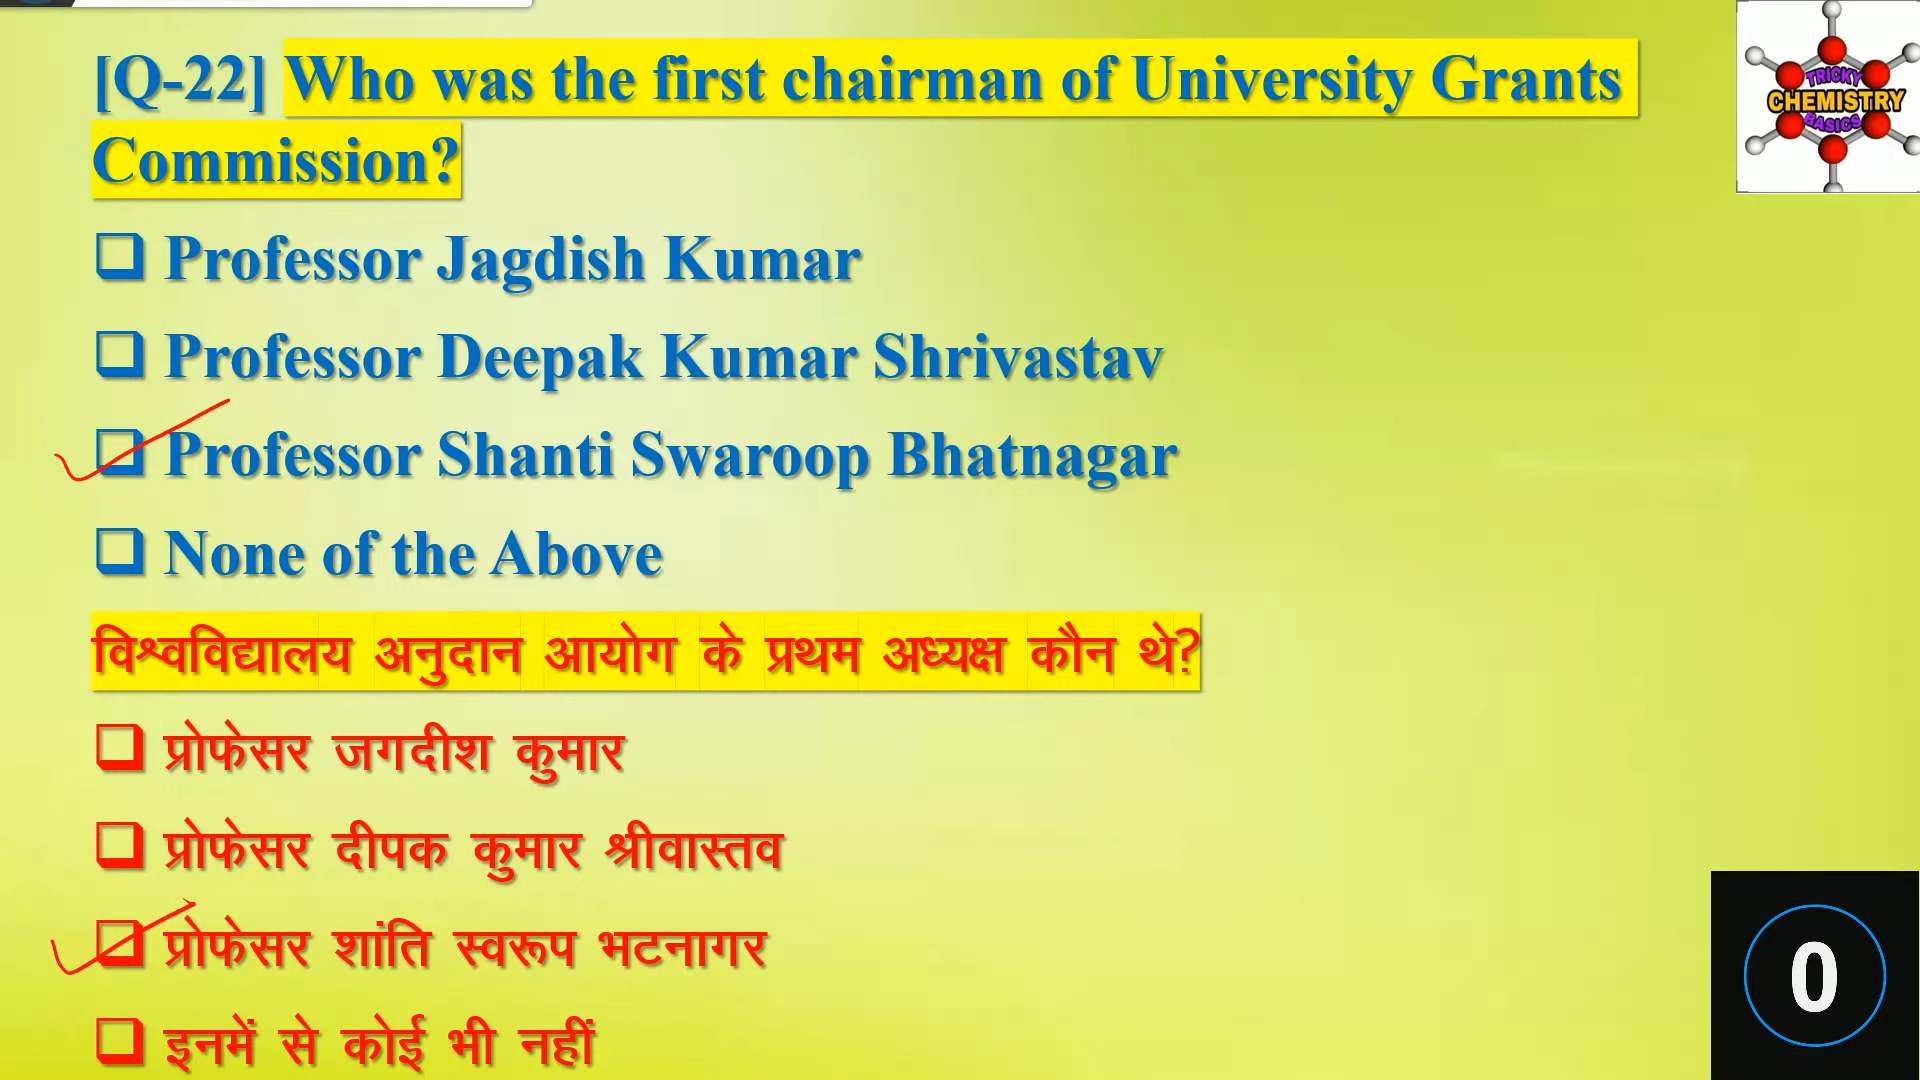 [Q-22] Who was the first chairman of University Grants
Commission?
Professor Jagdish Kumar
Professor Deepak Kumar Shrivastav
Professor Shanti Swaroop Bhatnagar
None of the Above
विश्वविद्यालय अनुदान आयोग के प्रथम अध्यक्ष कौन थे?
प्रोफेसर जगदीश कुमार
प्रोफेसर दीपक कुमार श्रीवास्तव
प्रोफेसर शांति स्वरूप भटनागर
इनमें से कोई भी नहीं
TRICKY
CHEMISTRY
BASICS
0